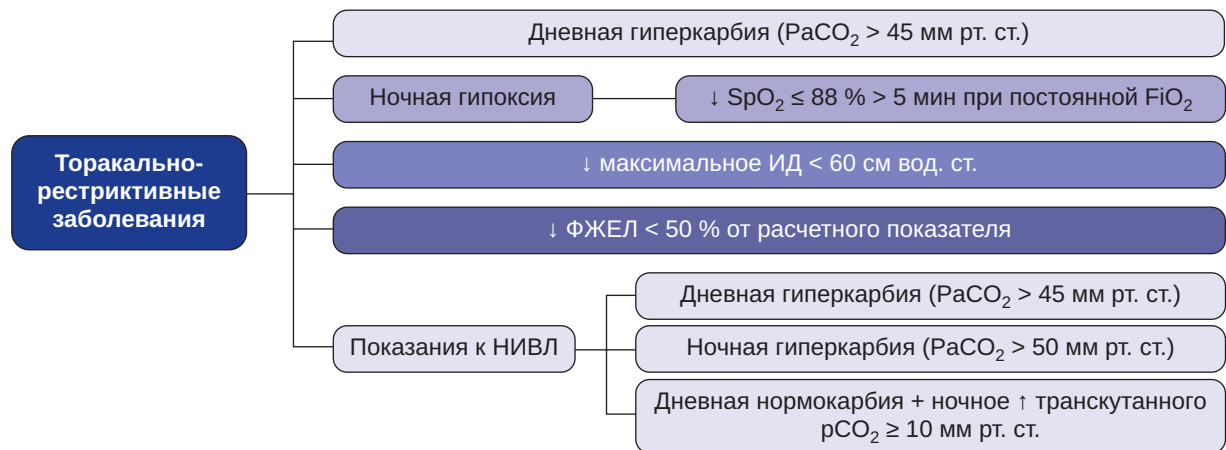 Торакально-
рестриктивные
заболевания
Дневная гиперкарбия (PaCO₂ > 45 мм рт. ст.)
Ночная гипоксия
↓ SpO₂ ≤ 88 % > 5 мин при постоянной FiO₂
↓ максимальное ИД < 60 см вод. ст.
↓ ФЖЕЛ < 50 % от расчетного показателя
Показания к НИВЛ
Дневная гиперкарбия (PaCO₂ > 45 мм рт. ст.)
Ночная гиперкарбия (PaCO₂ > 50 мм рт. ст.)
Дневная нормокарбия + ночное ↑ транскутанного
pCO₂ ≥ 10 мм рт. ст.